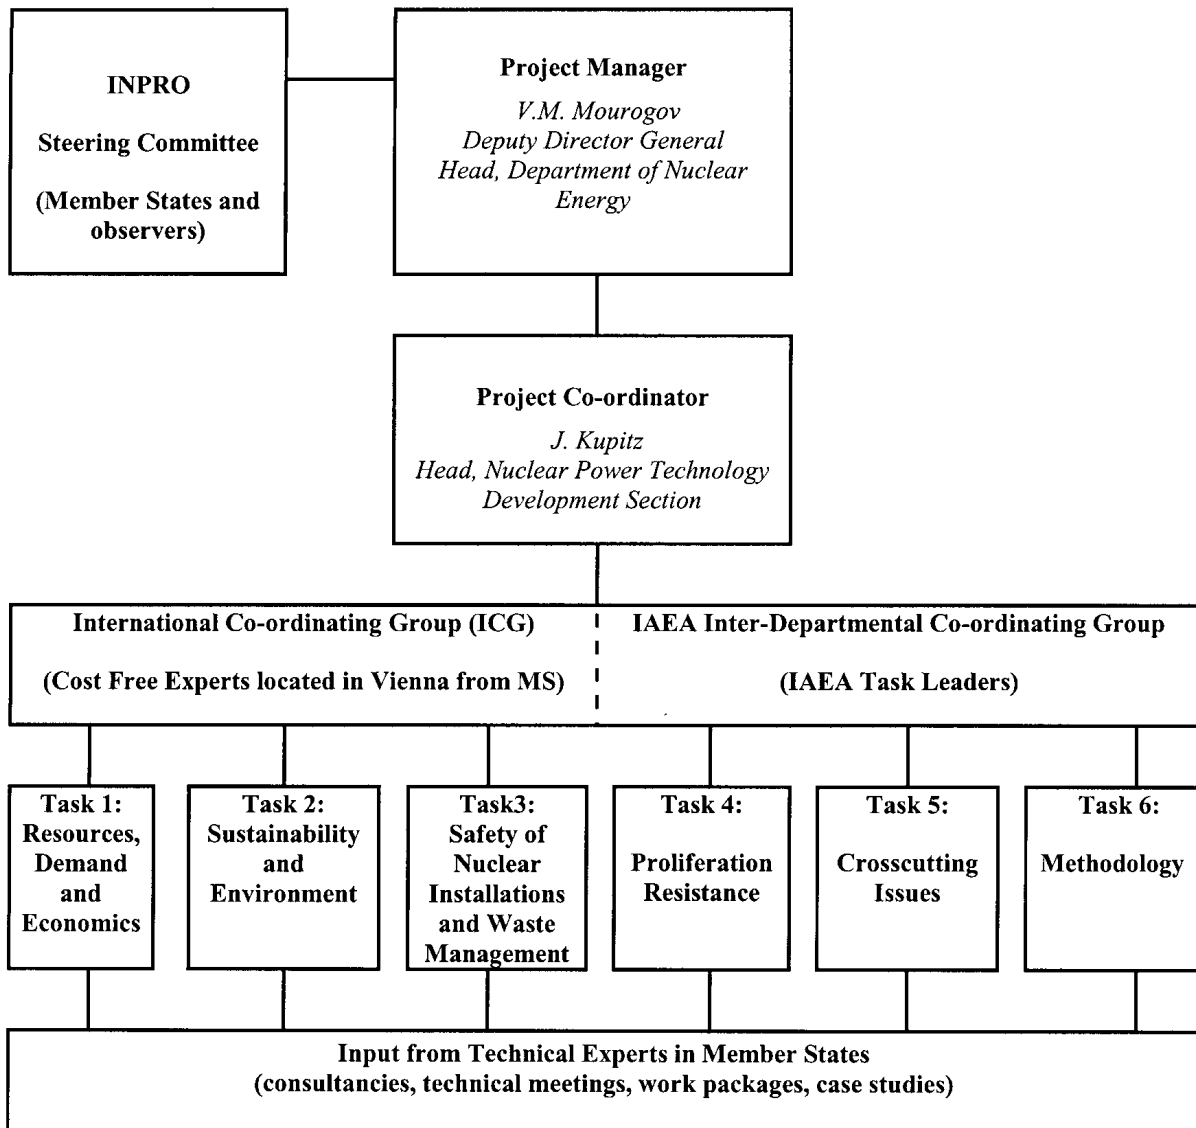 INPRO
Steering Committee
(Member States and
observers)
Project Manager
V.M. Mourogov
Deputy Director General
Head, Department of Nuclear
Energy
Project Co-ordinator
J. Kupitz
Head, Nuclear Power Technology
Development Section
International Co-ordinating Group (ICG)
(Cost Free Experts located in Vienna from MS)
IAEA Inter-Departmental Co-ordinating Group
(IAEA Task Leaders)
Task 1:
Resources,
Demand
and
Economics
Task 2:
Sustainability
and
Environment
Task3:
Safety of
Nuclear
Installations
and Waste
Management
Task 4:
Proliferation
Resistance
Task 5:
Crosscutting
Issues
Task 6:
Methodology
Input from Technical Experts in Member States
(consultancies, technical meetings, work packages, case studies)